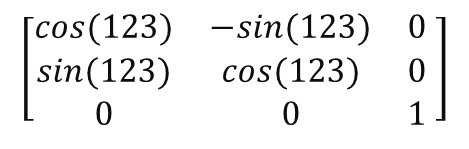 cos(123) −sin(123) 0
sin(123) cos(123) 0
0 0 1